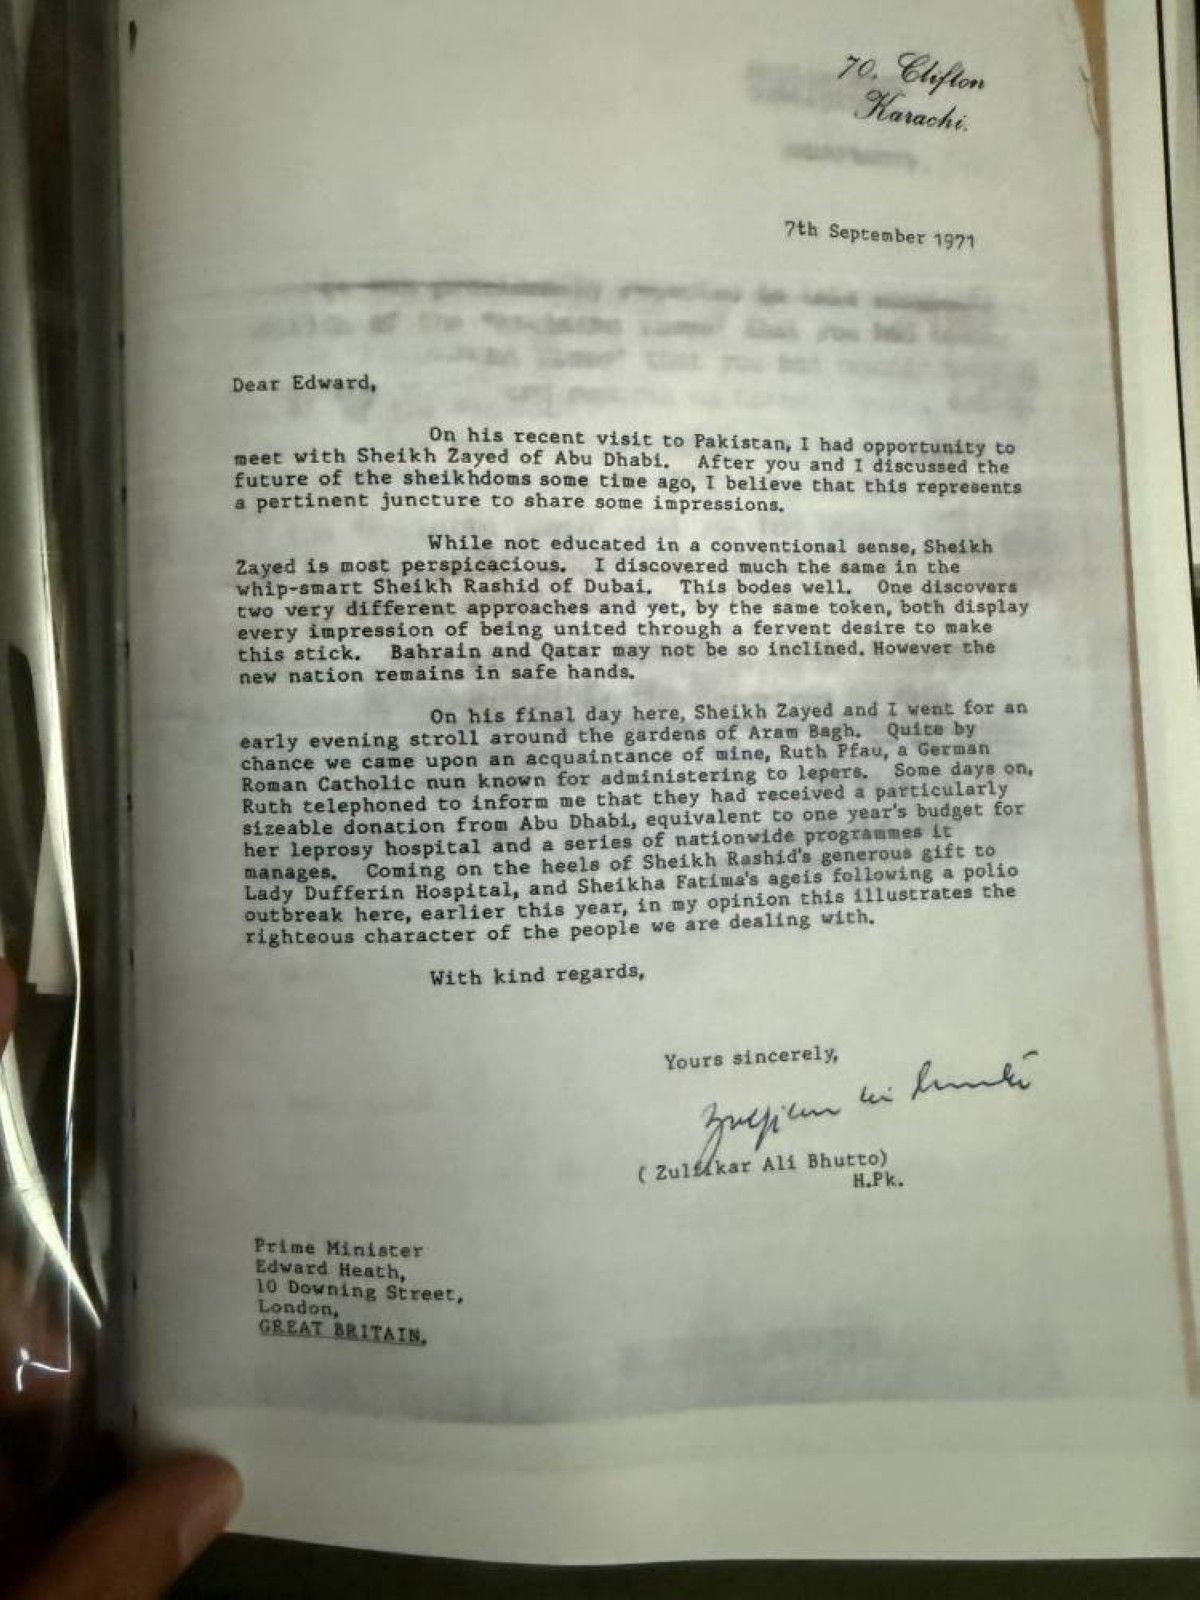 70, Clifton
Karachi.
7th September 1971
Dear Edward,
On his recent visit to Pakistan, I had opportunity to
meet with Sheikh Zayed of Abu Dhabi. After you and I discussed the
future of the sheikhdoms some time ago, I believe that this represents
a pertinent juncture to share some impressions.
While not educated in a conventional sense, Sheikh
Zayed is most perspicacious. I discovered much the same in the
whip-smart Sheikh Rashid of Dubai. This bodes well. One discovers
two very different approaches and yet, by the same token, both display
every impression of being united through a fervent desire to make
this stick. Bahrain and Qatar may not be so inclined. However the
new nation remains in safe hands.
On his final day here, Sheikh Zayed and I went for an
early evening stroll around the gardens of Aram Bagh. Quite by
chance we came upon an acquaintance of mine, Ruth Pfau, a German
Roman Catholic nun known for administering to lepers. Some days on,
Ruth telephoned to inform me that they had received a particularly
sizeable donation from Abu Dhabi, equivalent to one year's budget for
her leprosy hospital and a series of nationwide programmes it
manages. Coming on the heels of Sheikh Rashid's generous gift to
Lady Dufferin Hospital, and Sheikha Fatima's ageis following a polio
outbreak here, earlier this year, in my opinion this illustrates the
righteous character of the people we are dealing with.
With kind regards,
Yours sincerely,
(Zulfikar Ali Bhutto)
H.Pk.
Prime Minister
Edward Heath,
10 Downing Street,
London,
GREAT BRITAIN.